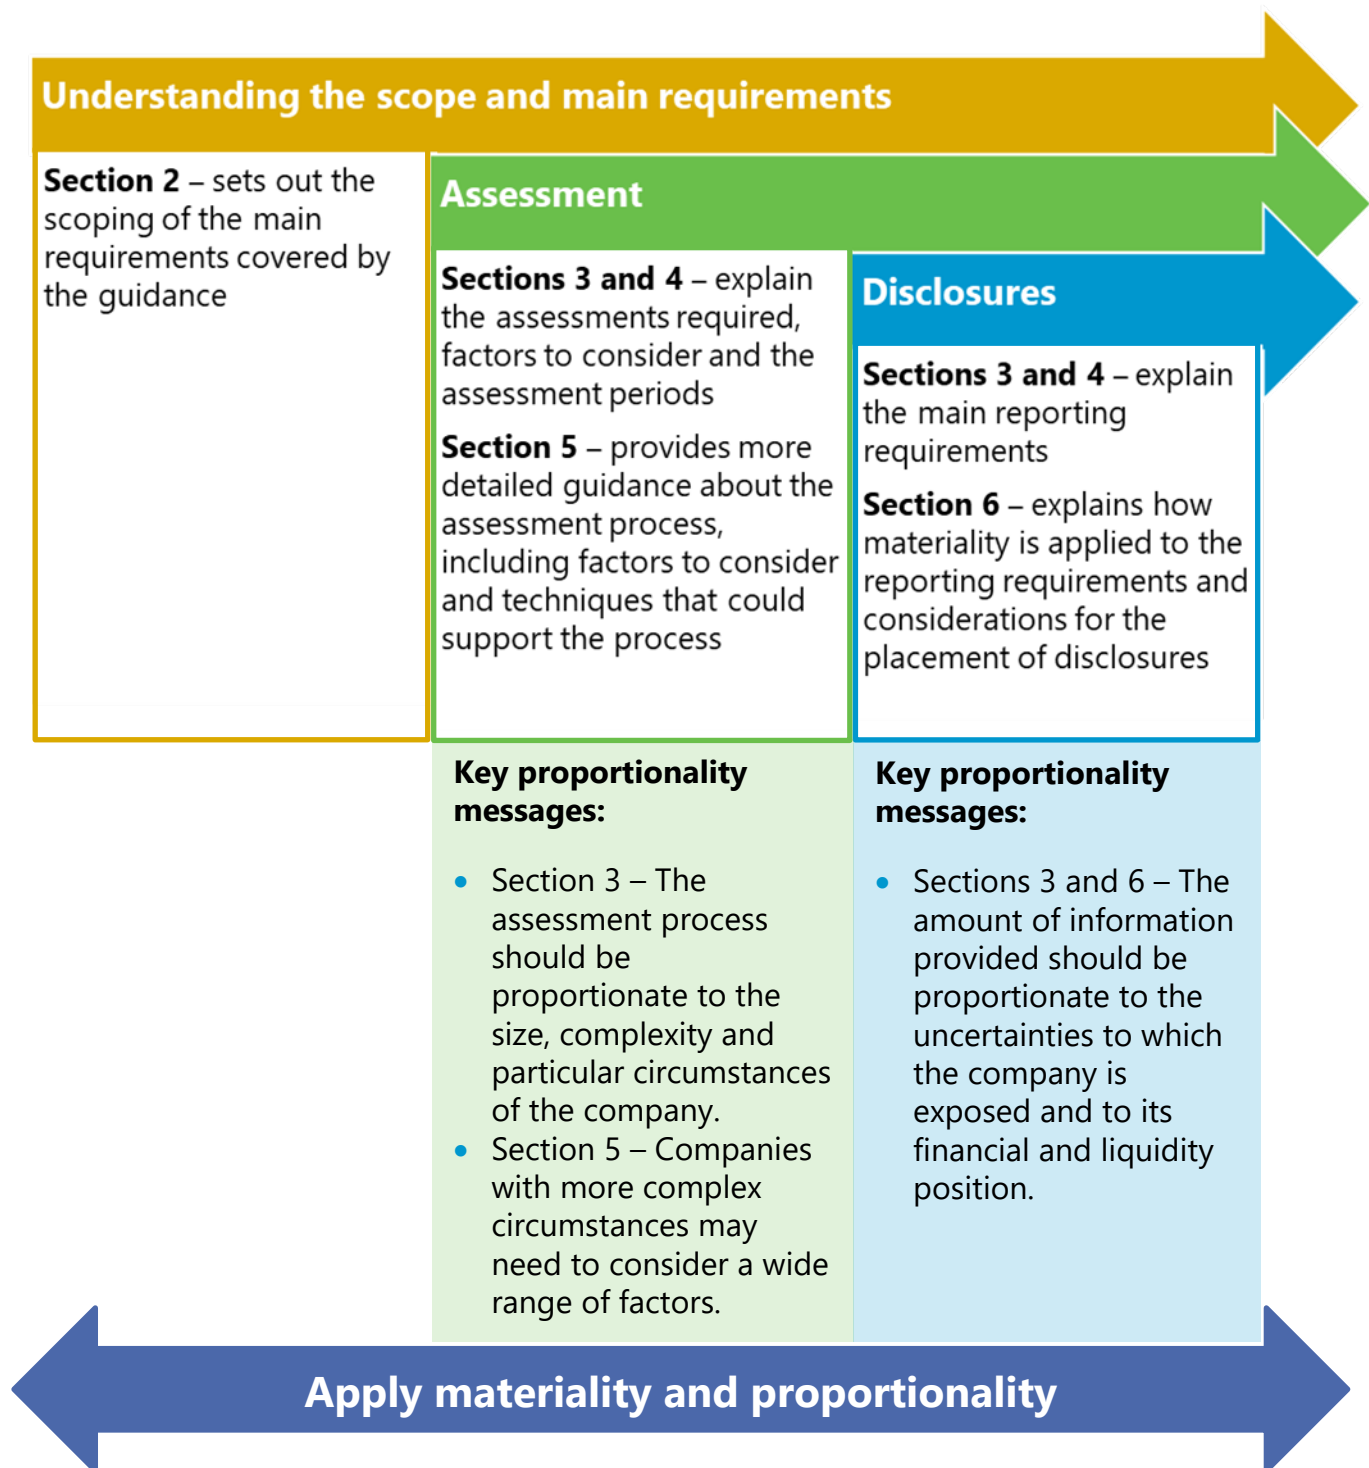 Understanding the scope and main requirements
Section 2 – sets out the
scoping of the main
requirements covered by
the guidance
Assessment
Sections 3 and 4 – explain
the assessments required,
factors to consider and the
assessment periods
Section 5 – provides more
detailed guidance about the
assessment process,
including factors to consider
and techniques that could
support the process
Disclosures
Sections 3 and 4 – explain
the main reporting
requirements
Section 6 – explains how
materiality is applied to the
reporting requirements and
considerations for the
placement of disclosures
Key proportionality
messages:
• Section 3 – The
assessment process
should be
proportionate to the
size, complexity and
particular circumstances
of the company.
• Section 5 – Companies
with more complex
circumstances may
need to consider a wide
range of factors.
Key proportionality
messages:
• Sections 3 and 6 – The
amount of information
provided should be
proportionate to the
uncertainties to which
the company is
exposed and to its
financial and liquidity
position.
Apply materiality and proportionality